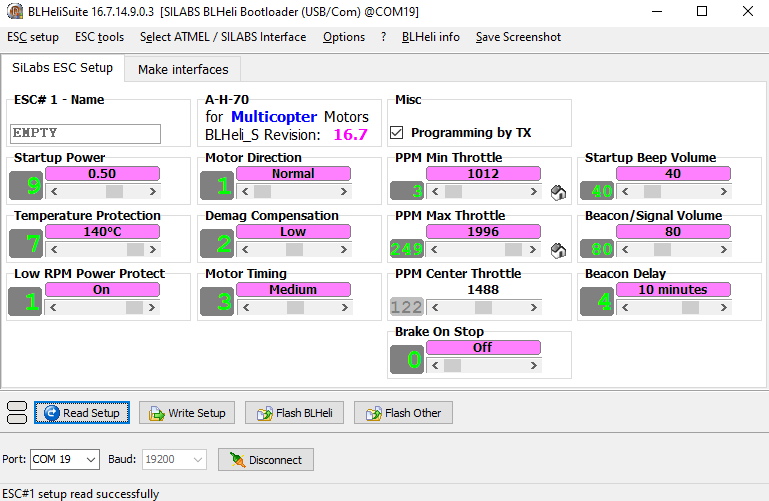 BLHeliSuite 16.7.14.9.0.3 [SILABS BLHeli Bootloader (USB/Com) @COM19]
ESC setup ESC tools Select ATMEL / SILABS Interface Options ? BLHeli info Save Screenshot
SiLabs ESC Setup Make interfaces
ESC# 1 - Name
EMPTY
A-H-70
for Multicopter Motors
BLHeli_S Revision: 16.7
Misc
Programming by TX
Startup Power
0.50
9
Motor Direction
Normal
1
PPM Min Throttle
1012
3
Startup Beep Volume
40
40
Temperature Protection
140°C
7
Demag Compensation
Low
2
PPM Max Throttle
1996
249
Beacon/Signal Volume
80
80
Low RPM Power Protect
On
1
Motor Timing
Medium
3
PPM Center Throttle
1488
122
Beacon Delay
10 minutes
4
Brake On Stop
Off
0
Read Setup Write Setup Flash BLHeli Flash Other
Port: COM 19 Baud: 19200 Disconnect
ESC#1 setup read successfully